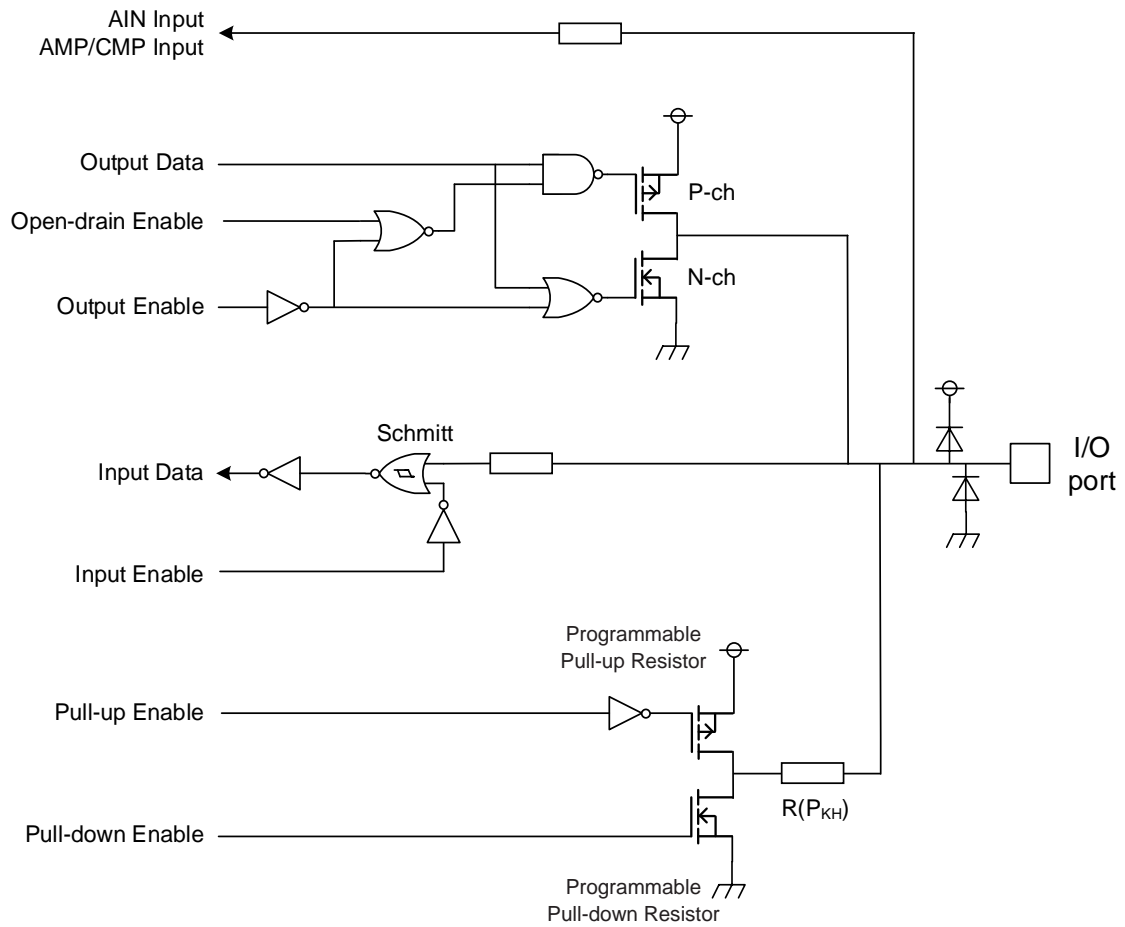 AIN Input
AMP/CMP Input
Output Data
P-ch
Open-drain Enable
N-ch
Output Enable
Schmitt
I/O
port
Input Data
Input Enable
Programmable
Pull-up Resistor
Pull-up Enable
R(PKH)
Pull-down Enable
Programmable
Pull-down Resistor